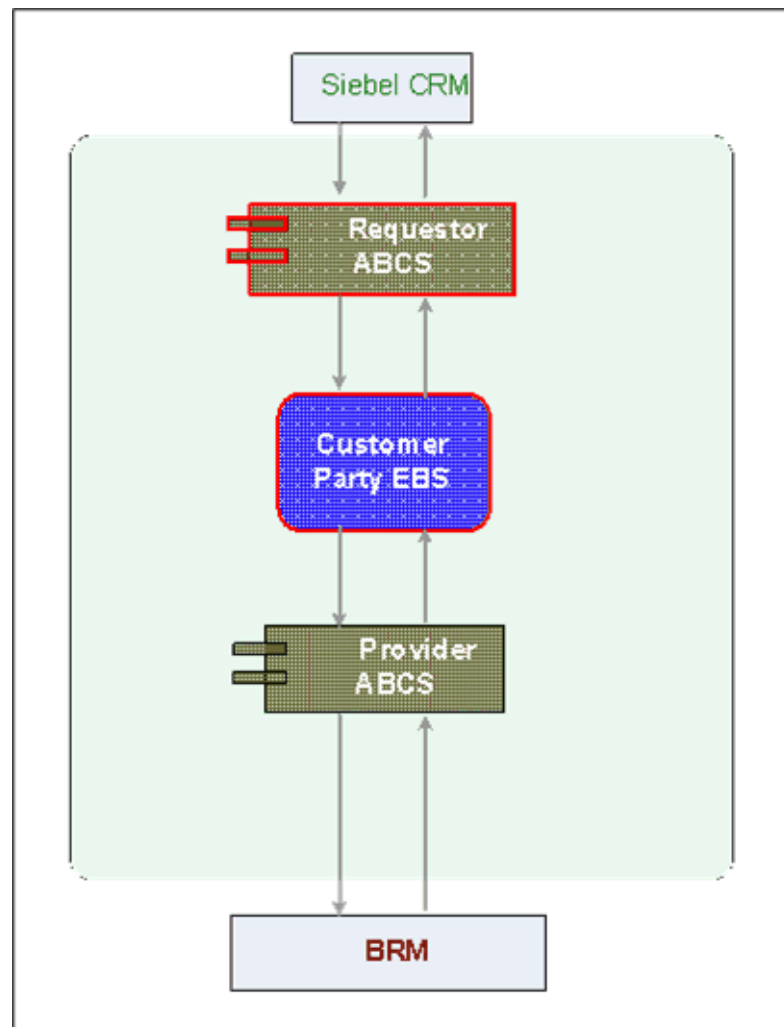 Siebel CRM
Requestor
ABCS
Customer
Party EBS
Provider
ABCS
BRM